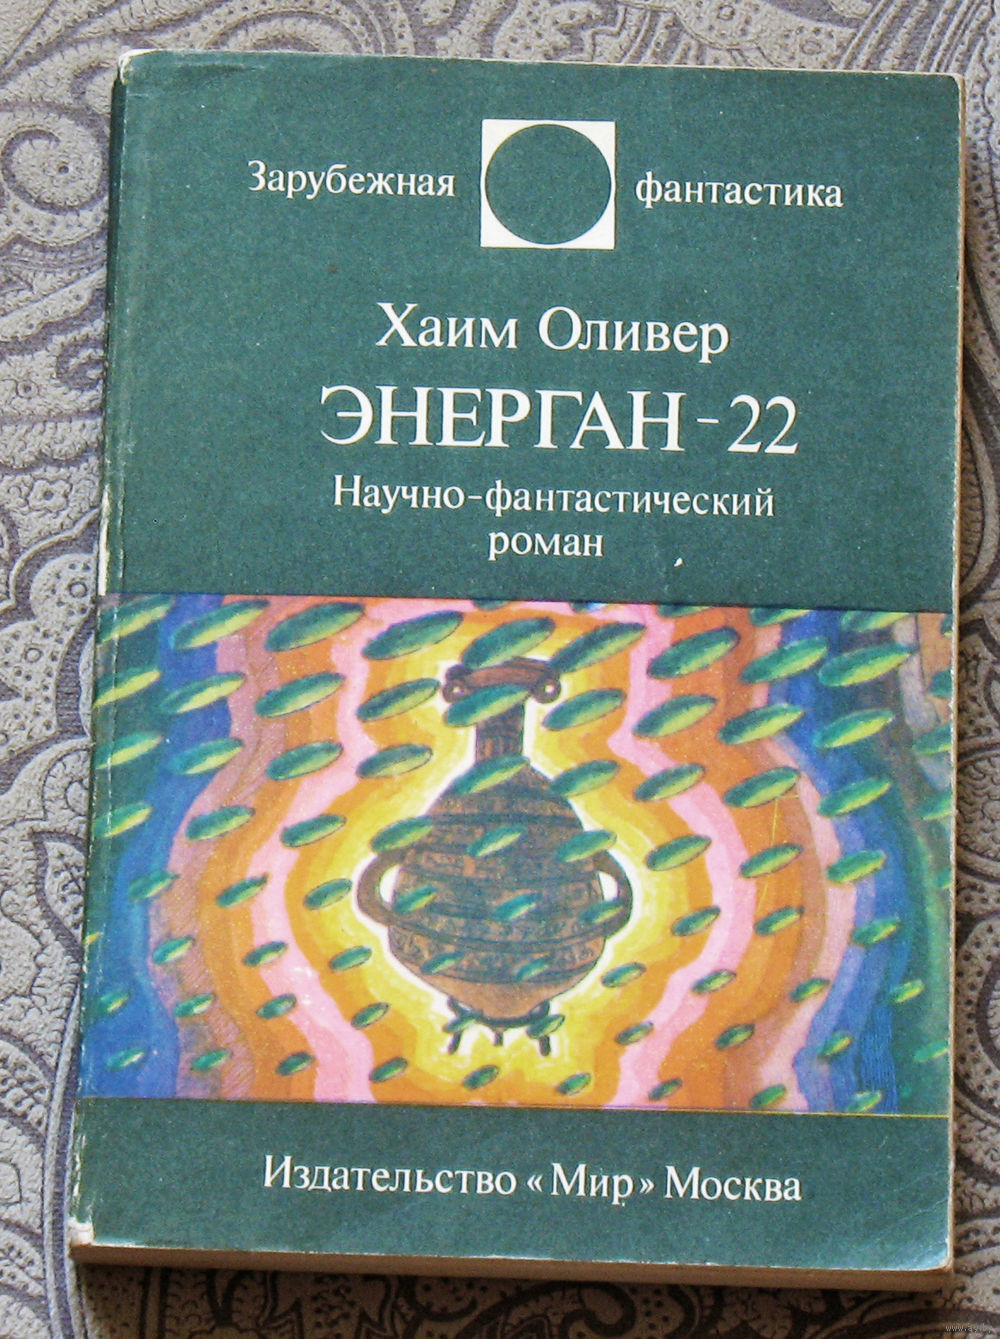 Зарубежная фантастика
Хаим Оливер
ЭНЕРГАН-22
Научно-фантастический
роман
Издательство «Мир» Москва